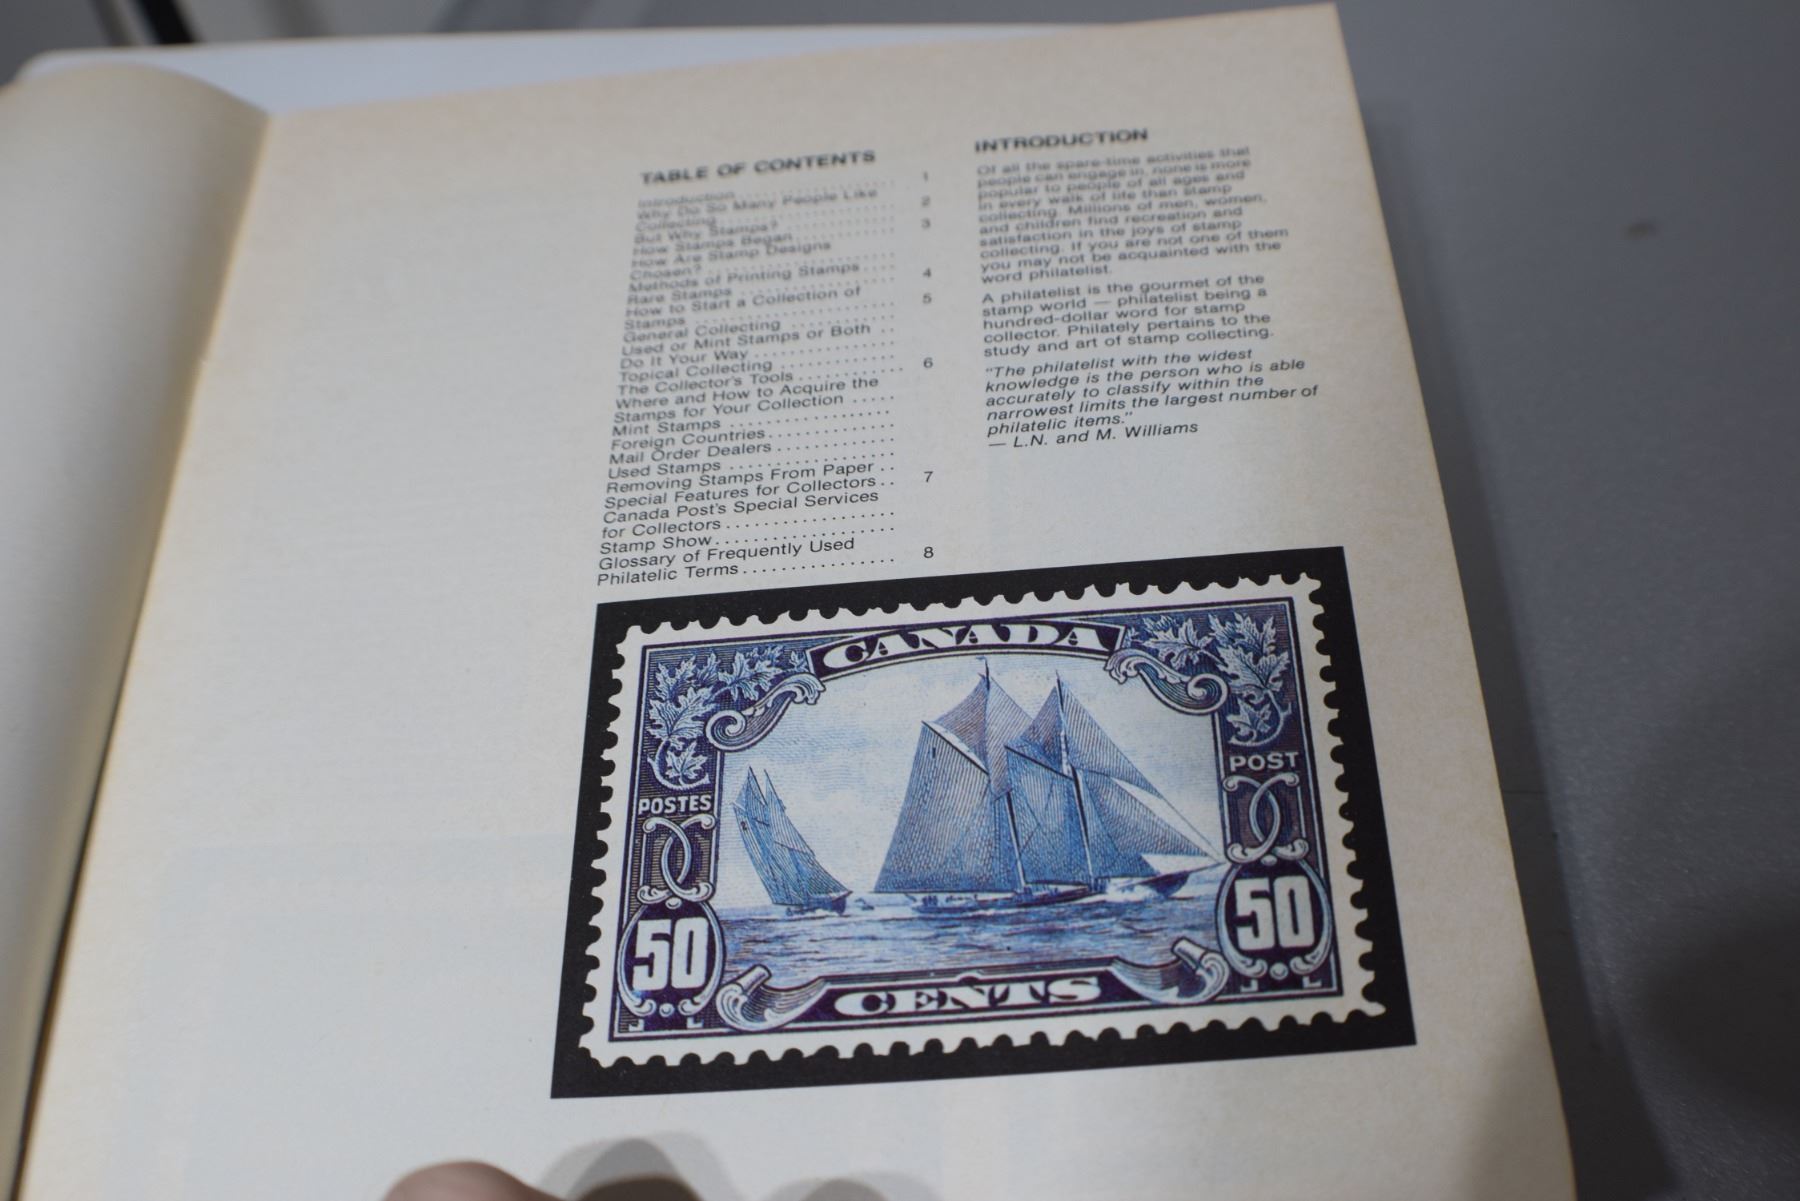 TABLE OF CONTENTS
Introduction .................... 1
Why Do So Many People Like
Collecting .................... 2
But Why Stamps? ....................
How Stamps Began .................... 3
How Are Stamp Designs
Chosen? ....................
Methods of Printing Stamps ....
Rare Stamps .................... 4
How to Start a Collection of
Stamps .................... 5
General Collecting ............
Used or Mint Stamps or Both ..
Do It Your Way ................
Topical Collecting .............
The Collector's Tools ............ 6
Where and How to Acquire the
Stamps for Your Collection .....
Mint Stamps .................
Foreign Countries .............
Mail Order Dealers ............
Used Stamps .................
Removing Stamps From Paper ..
Special Features for Collectors .. 7
Canada Post's Special Services
for Collectors ..................
Stamp Show ...................
Glossary of Frequently Used
Philatelic Terms ................ 8
INTRODUCTION
Of all the spare-time activities that
people can engage in, none is more
popular to people of all ages and
in every walk of life than stamp
collecting. Millions of men, women,
and children find recreation and
satisfaction in the joys of stamp
collecting. If you are not one of them
you may not be acquainted with the
word philatelist.
A philatelist is the gourmet of the
stamp world — philatelist being a
hundred-dollar word for stamp
collector. Philately pertains to the
study and art of stamp collecting.
"The philatelist with the widest
knowledge is the person who is able
accurately to classify within the
narrowest limits the largest number of
philatelic items."
— L.N. and M. Williams
CANADA
POSTES
POST
50
50
CENTS